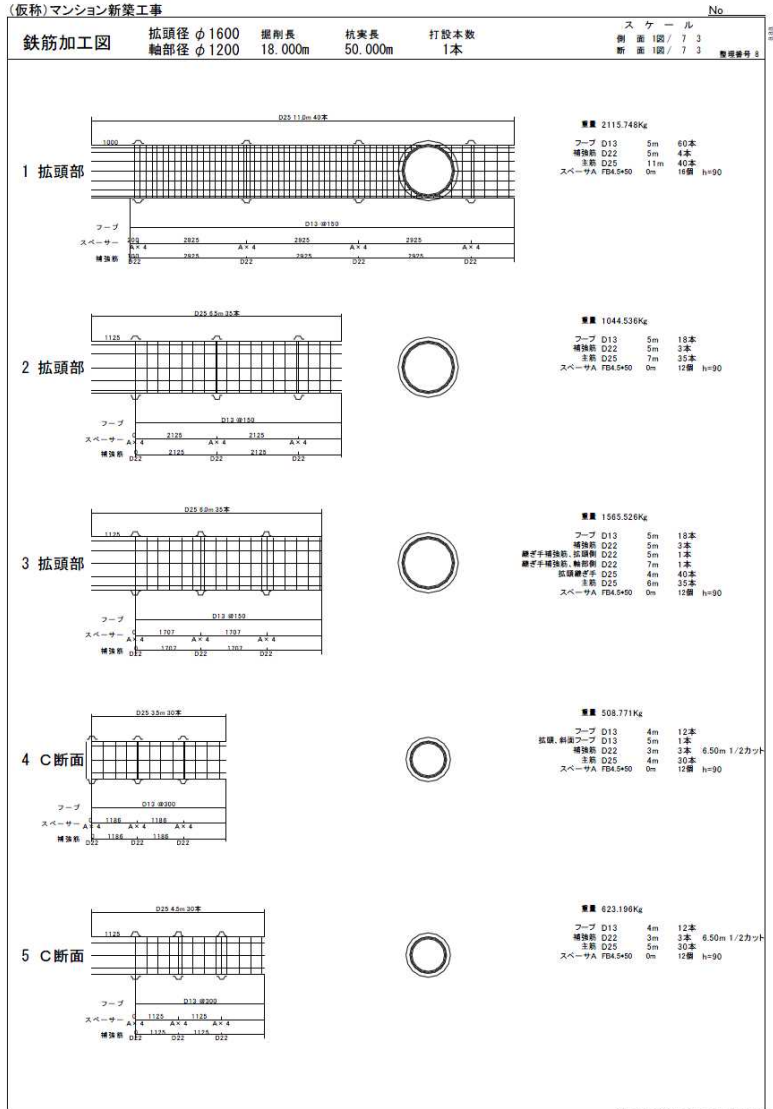 (仮称)マンション新築工事 No
鉄筋加工図 拡頭径 φ1600 掘削長 杭実長 打設本数 スケール
軸部径 φ1200 18.000m 50.000m 1本 側 面 1図/ 7 3
断 面 1図/ 7 3 整理番号 8
1 拡頭部
D25 11.0m 40本
1000
フープ D13 @150
スペーサー 2925 2925 2925
A×4 A×4 A×4 A×4
補強筋 2925 2925 2925
D22 D22 D22 D22
重量 2115.748Kg
フープ D13 5m 60本
補強筋 D22 5m 4本
主筋 D25 11m 40本
スペーサA FB4.5*50 0m 16個 h=90
2 拡頭部
D25 6.5m 35本
1125
フープ D13 @150
スペーサー 0 2125 2125
A×4 A×4 A×4
補強筋 0 2125 2125
D22 D22 D22
重量 1044.536Kg
フープ D13 5m 18本
補強筋 D22 5m 3本
主筋 D25 7m 35本
スペーサA FB4.5*50 0m 12個 h=90
3 拡頭部
D25 6.0m 35本
1125
フープ D13 @150
スペーサー 0 1707 1707
A×4 A×4 A×4
補強筋 0 1707 1707
D22 D22 D22
重量 1565.526Kg
フープ D13 5m 18本
補強筋 D22 5m 3本
継ぎ手補強筋、拡頭側 D22 5m 1本
継ぎ手補強筋、軸部側 D22 7m 1本
拡頭継ぎ手 D25 4m 40本
主筋 D25 6m 35本
スペーサA FB4.5*50 0m 12個 h=90
4 C断面
D25 3.5m 30本
フープ D13 @300
スペーサー 0 1186 1186
A×4 A×4 A×4
補強筋 0 1186 1186
D22 D22 D22
重量 508.771Kg
フープ D13 4m 12本
拡頭、斜面フープ D13 5m 1本
補強筋 D22 3m 3本 6.50m 1/2カット
主筋 D25 4m 30本
スペーサA FB4.5*50 0m 12個 h=90
5 C断面
D25 4.5m 30本
1125
フープ D13 @300
スペーサー 0 1125 1125
A×4 A×4 A×4
補強筋 0 1125 1125
D22 D22 D22
重量 623.196Kg
フープ D13 4m 12本
補強筋 D22 3m 3本 6.50m 1/2カット
主筋 D25 5m 30本
スペーサA FB4.5*50 0m 12個 h=90